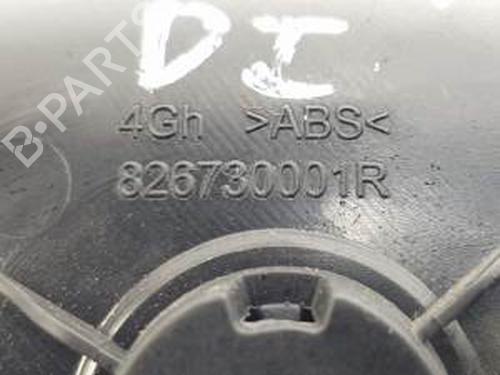 DI
4Gh >ABS<
826730001R
B-PARTS